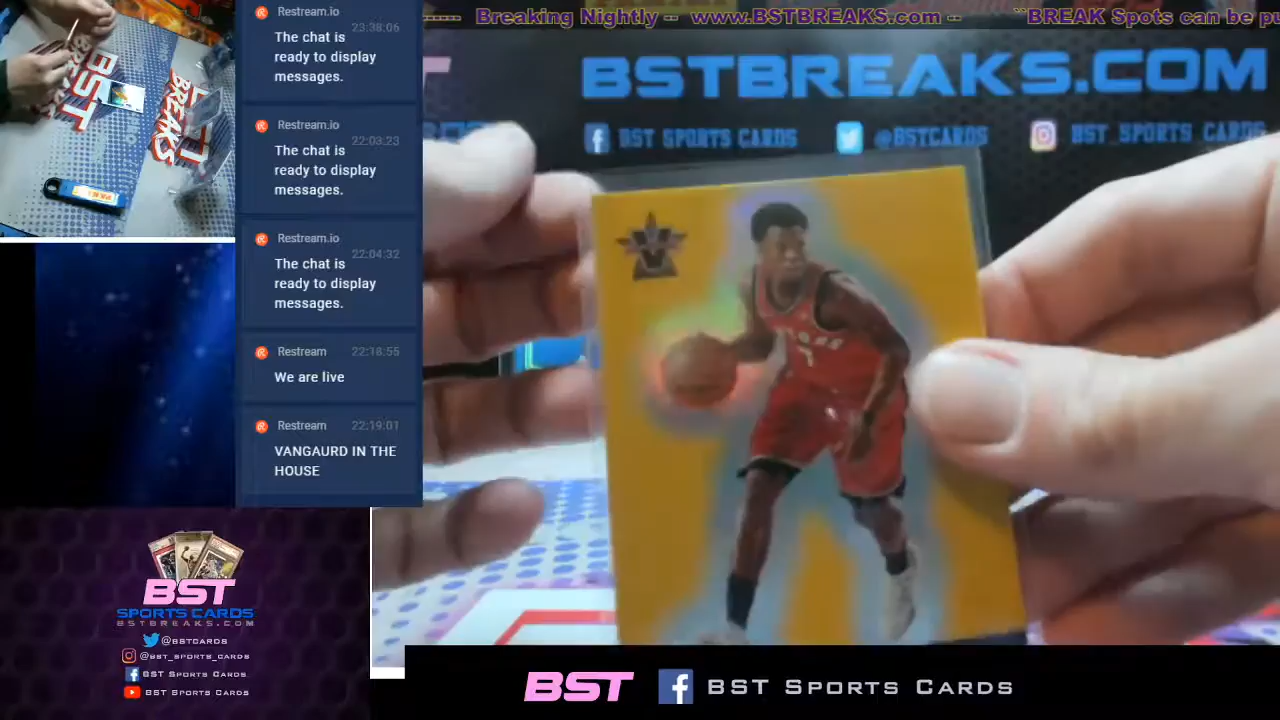 ----- Breaking Nightly -- www.BSTBREAKS.com -- ``BREAK Spots can be pu
BSTBREAKS.COM
BST SPORTS CARDS @BSTCARDS BST_SPORTS_CARDS
Restream.io
23:38:06
The chat is
ready to display
messages.
Restream.io
22:03:23
The chat is
ready to display
messages.
Restream.io
22:04:32
The chat is
ready to display
messages.
Restream 22:18:55
We are live
Restream 22:19:01
VANGAURD IN THE
HOUSE
BST
BREAKS
V
7
BST
SPORTS CARDS
BSTBREAKS.COM
@BSTCARDS
@BST_SPORTS_CARDS
BST SPORTS CARDS
BST SPORTS CARDS
BST BST SPORTS CARDS